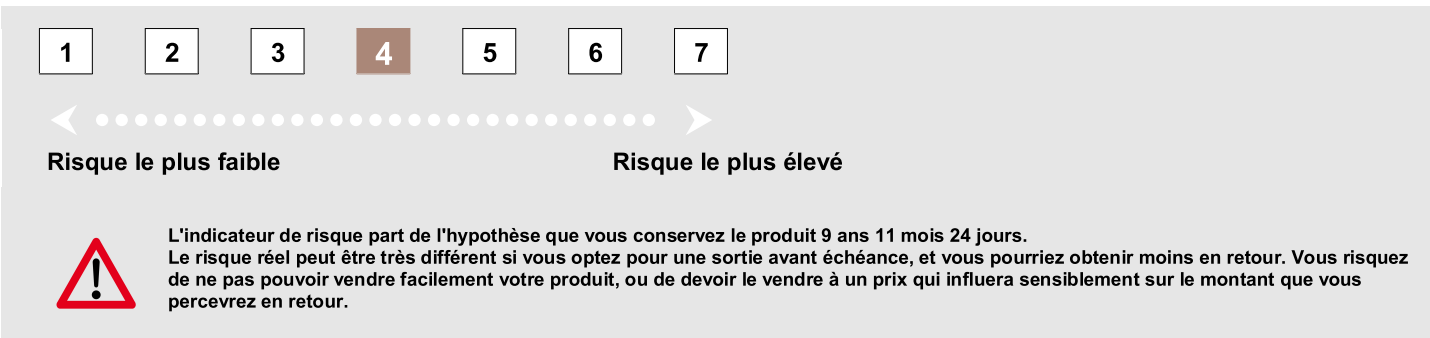 1 2 3 4 5 6 7
Risque le plus faible Risque le plus élevé
L'indicateur de risque part de l'hypothèse que vous conservez le produit 9 ans 11 mois 24 jours.
Le risque réel peut être très différent si vous optez pour une sortie avant échéance, et vous pourriez obtenir moins en retour. Vous risquez
de ne pas pouvoir vendre facilement votre produit, ou de devoir le vendre à un prix qui influera sensiblement sur le montant que vous
percevrez en retour.